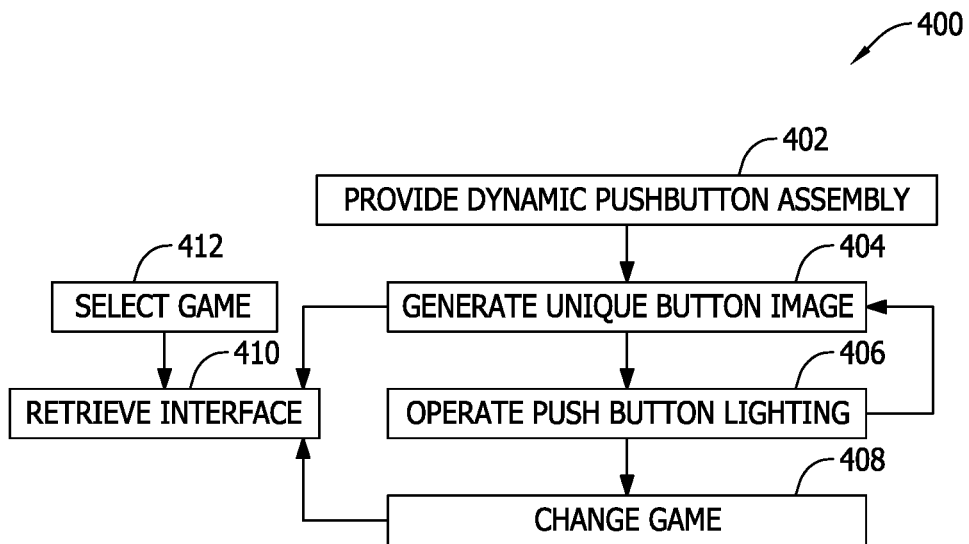 400
402
PROVIDE DYNAMIC PUSHBUTTON ASSEMBLY
412
404
SELECT GAME
GENERATE UNIQUE BUTTON IMAGE
410
406
RETRIEVE INTERFACE
OPERATE PUSH BUTTON LIGHTING
408
CHANGE GAME